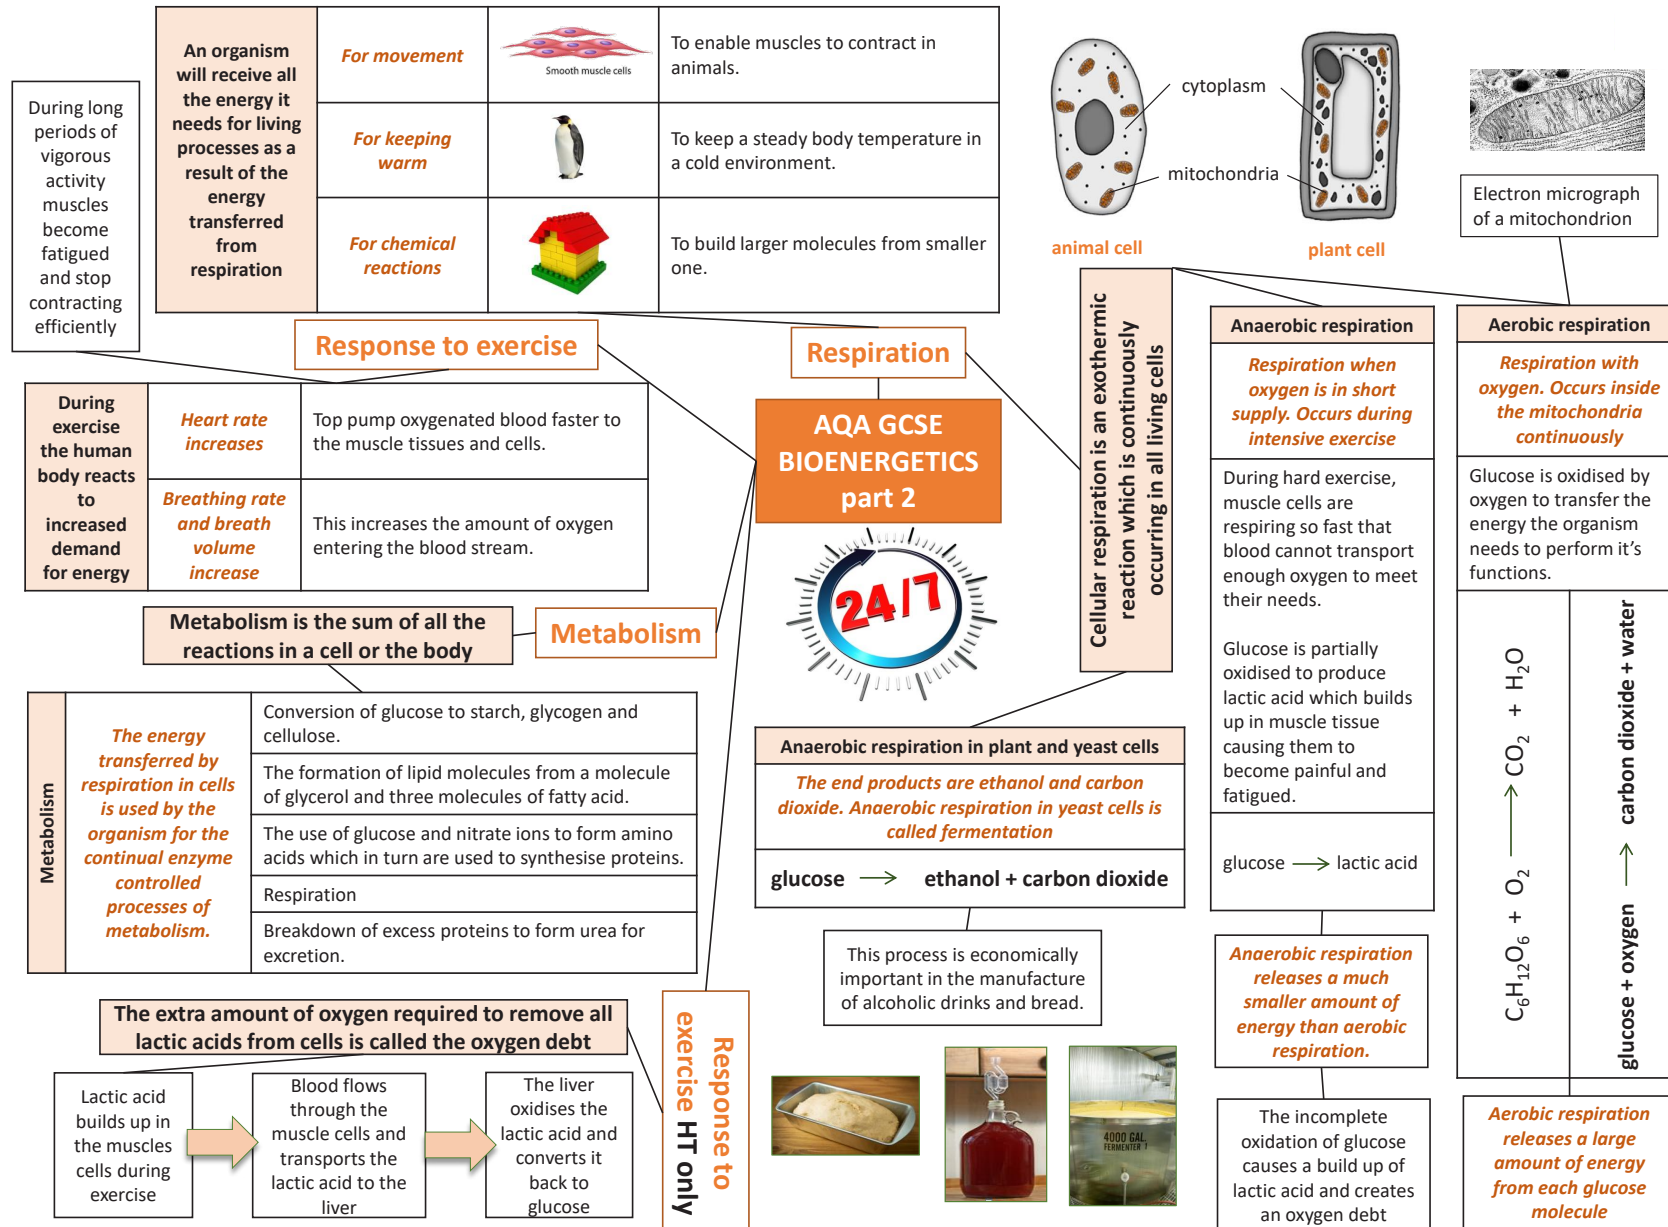 During long
periods of
vigorous
activity
muscles
become
fatigued
and stop
contracting
efficiently
An organism
will receive all
the energy it
needs for living
processes as a
result of the
energy
transferred
from
respiration
For movement
Smooth muscle cells
To enable muscles to contract in
animals.
For keeping
warm
To keep a steady body temperature in
a cold environment.
For chemical
reactions
To build larger molecules from smaller
one.
cytoplasm
mitochondria
animal cell
plant cell
Electron micrograph
of a mitochondrion
Response to exercise
Respiration
AQA GCSE
BIOENERGETICS
part 2
24/7
During
exercise
the human
body reacts
to
increased
demand
for energy
Heart rate
increases
Top pump oxygenated blood faster to
the muscle tissues and cells.
Breathing rate
and breath
volume
increase
This increases the amount of oxygen
entering the blood stream.
Cellular respiration is an exothermic
reaction which is continuously
occurring in all living cells
Anaerobic respiration
Respiration when
oxygen is in short
supply. Occurs during
intensive exercise
During hard exercise,
muscle cells are
respiring so fast that
blood cannot transport
enough oxygen to meet
their needs.
Glucose is partially
oxidised to produce
lactic acid which builds
up in muscle tissue
causing them to
become painful and
fatigued.
glucose → lactic acid
Anaerobic respiration
releases a much
smaller amount of
energy than aerobic
respiration.
The incomplete
oxidation of glucose
causes a build up of
lactic acid and creates
an oxygen debt
Aerobic respiration
Respiration with
oxygen. Occurs inside
the mitochondria
continuously
Glucose is oxidised by
oxygen to transfer the
energy the organism
needs to perform it's
functions.
C₆H₁₂O₆ + O₂ → CO₂ + H₂O
glucose + oxygen → carbon dioxide + water
Aerobic respiration
releases a large
amount of energy
from each glucose
molecule
Metabolism
Metabolism is the sum of all the
reactions in a cell or the body
Metabolism
The energy
transferred by
respiration in cells
is used by the
organism for the
continual enzyme
controlled
processes of
metabolism.
Conversion of glucose to starch, glycogen and
cellulose.
The formation of lipid molecules from a molecule
of glycerol and three molecules of fatty acid.
The use of glucose and nitrate ions to form amino
acids which in turn are used to synthesise proteins.
Respiration
Breakdown of excess proteins to form urea for
excretion.
Anaerobic respiration in plant and yeast cells
The end products are ethanol and carbon
dioxide. Anaerobic respiration in yeast cells is
called fermentation
glucose → ethanol + carbon dioxide
This process is economically
important in the manufacture
of alcoholic drinks and bread.
4000 GAL.
FERMENTER 1
Response to
exercise HT only
The extra amount of oxygen required to remove all
lactic acids from cells is called the oxygen debt
Lactic acid
builds up in
the muscles
cells during
exercise
Blood flows
through the
muscle cells and
transports the
lactic acid to the
liver
The liver
oxidises the
lactic acid and
converts it
back to
glucose